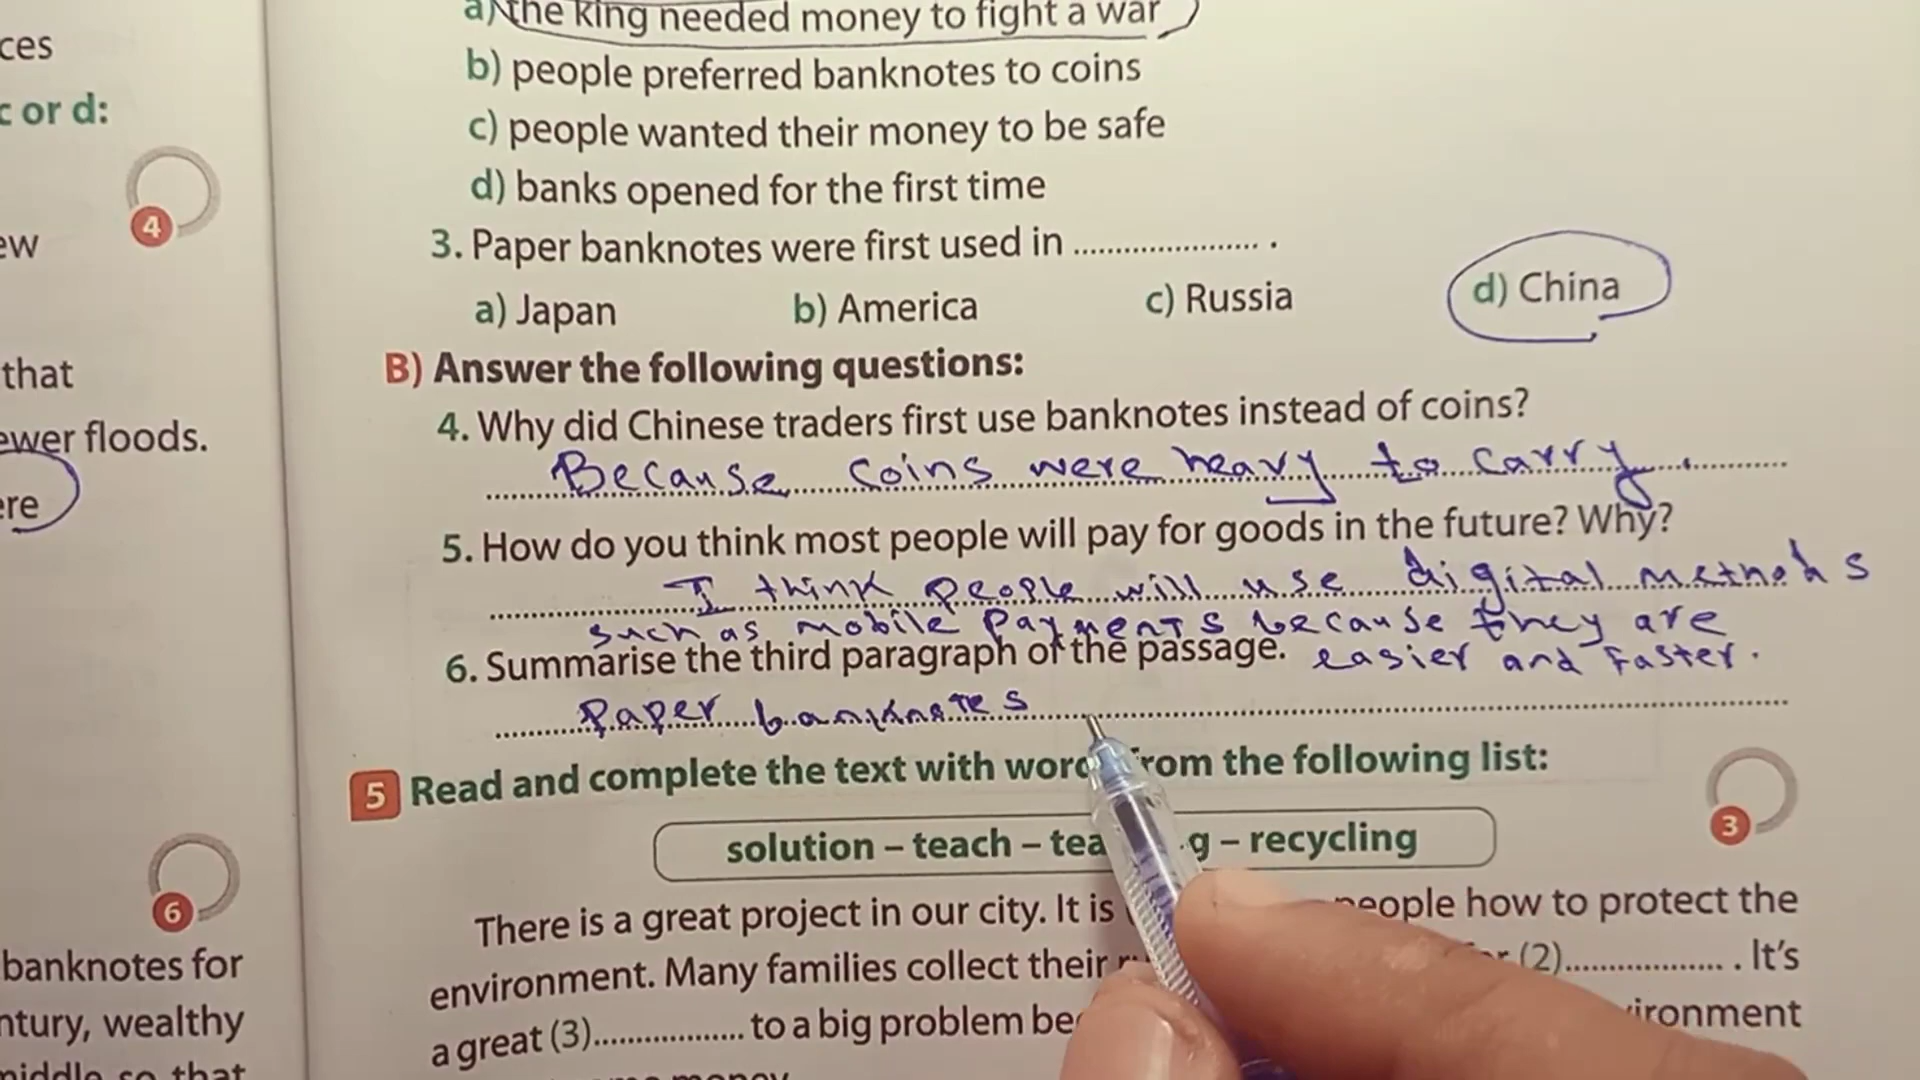 ces
c or d:
4
ew
that
ewer floods.
ere
6
banknotes for
ntury, wealthy
middle so that
a) the king needed money to fight a war
b) people preferred banknotes to coins
c) people wanted their money to be safe
d) banks opened for the first time
3. Paper banknotes were first used in ..................... .
a) Japan b) America c) Russia d) China
B) Answer the following questions:
4. Why did Chinese traders first use banknotes instead of coins?
Because coins were heavy to carry.
5. How do you think most people will pay for goods in the future? Why?
I think people will use digital methods
such as mobile payments because they are
easier and faster.
6. Summarise the third paragraph of the passage.
Paper banknotes
5 Read and complete the text with words from the following list:
3
solution – teach – tea g – recycling
There is a great project in our city. It is people how to protect the
environment. Many families collect their (2)................. . It's
a great (3)................. to a big problem be ironment
money